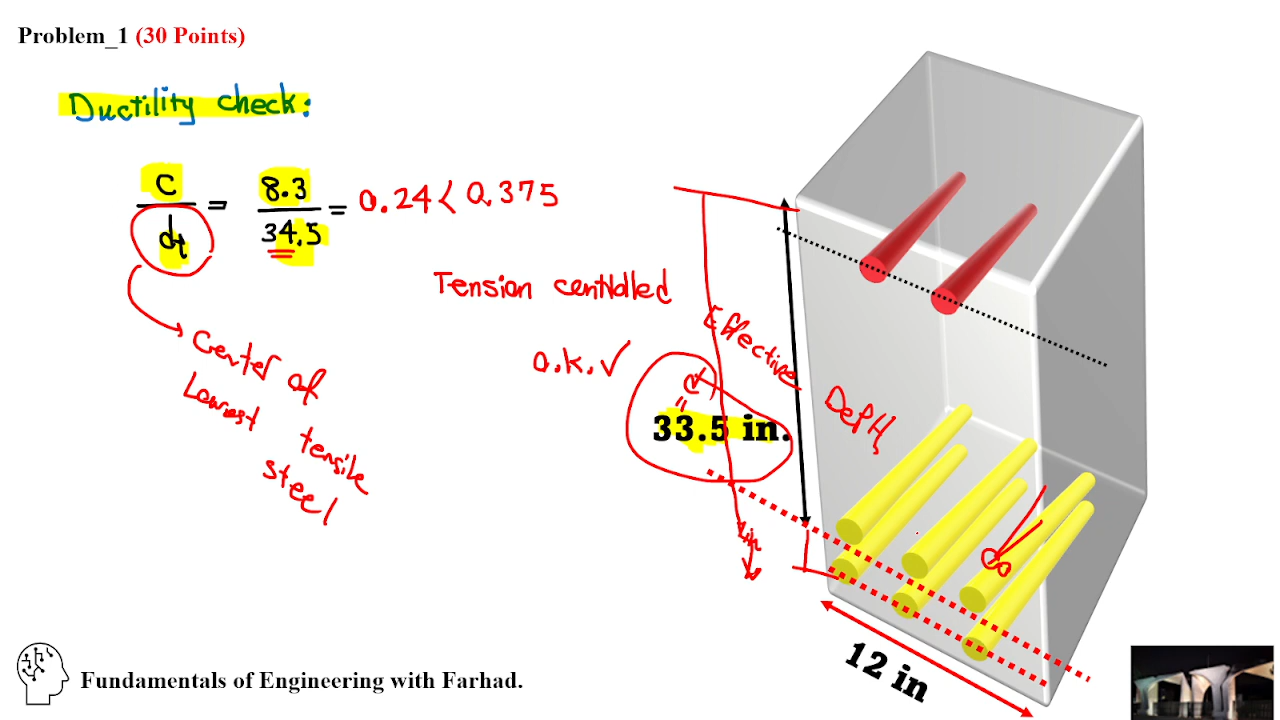 Problem_1 (30 Points)
Ductility check:
c/dt = 8.3/34.5 = 0.24 < 0.375
Tension controlled
O.K. ✓
Center of
Lowest tensile
steel
Effective
Depth
d
"
33.5 in.
1in
12 in
Fundamentals of Engineering with Farhad.